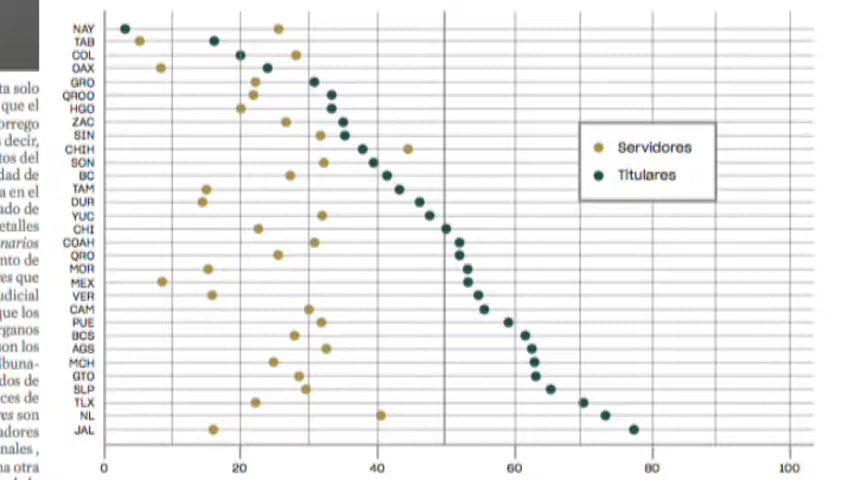 ta solo
que el
orrego
decir,
tos del
dad de
a en el
ado de
etalles
narios
nto de
es que
udicial
que los
rganos
on los
ibuna-
dos de
ces de
es son
adores
nales ,
na otra
NAY
TAB
COL
OAX
GRO
QROO
HGO
ZAC
SIN
CHIH
SON
BC
TAM
DUR
YUC
CHI
COAH
QRO
MOR
MEX
VER
CAM
PUE
BCS
AGS
MCH
GTO
SLP
TLX
NL
JAL
Servidores
Titulares
0 20 40 60 80 100